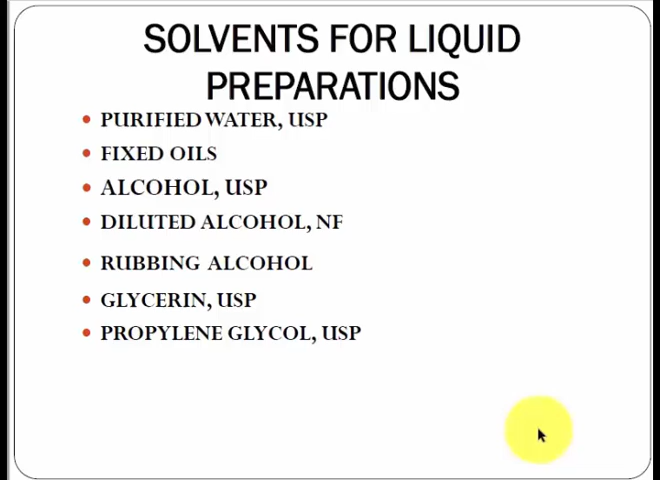 SOLVENTS FOR LIQUID
PREPARATIONS
• PURIFIED WATER, USP
• FIXED OILS
• ALCOHOL, USP
• DILUTED ALCOHOL, NF
• RUBBING ALCOHOL
• GLYCERIN, USP
• PROPYLENE GLYCOL, USP